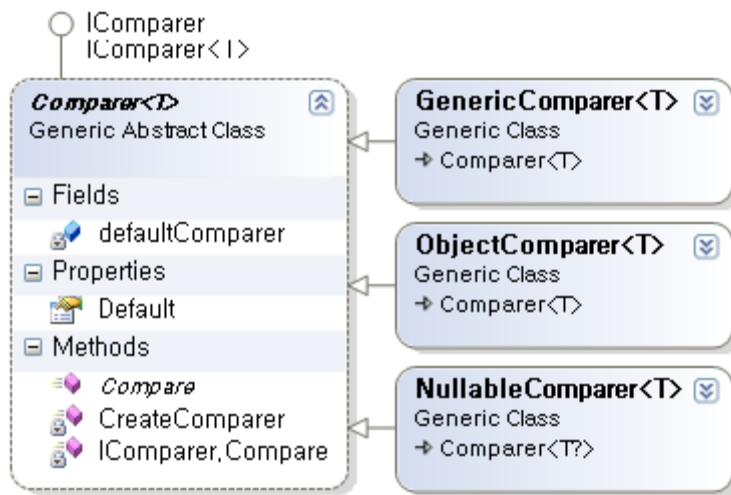 IComparer
IComparer<T>
Comparer<T>
Generic Abstract Class
Fields
defaultComparer
Properties
Default
Methods
Compare
CreateComparer
IComparer.Compare
GenericComparer<T>
Generic Class
Comparer<T>
ObjectComparer<T>
Generic Class
Comparer<T>
NullableComparer<T>
Generic Class
Comparer<T?>